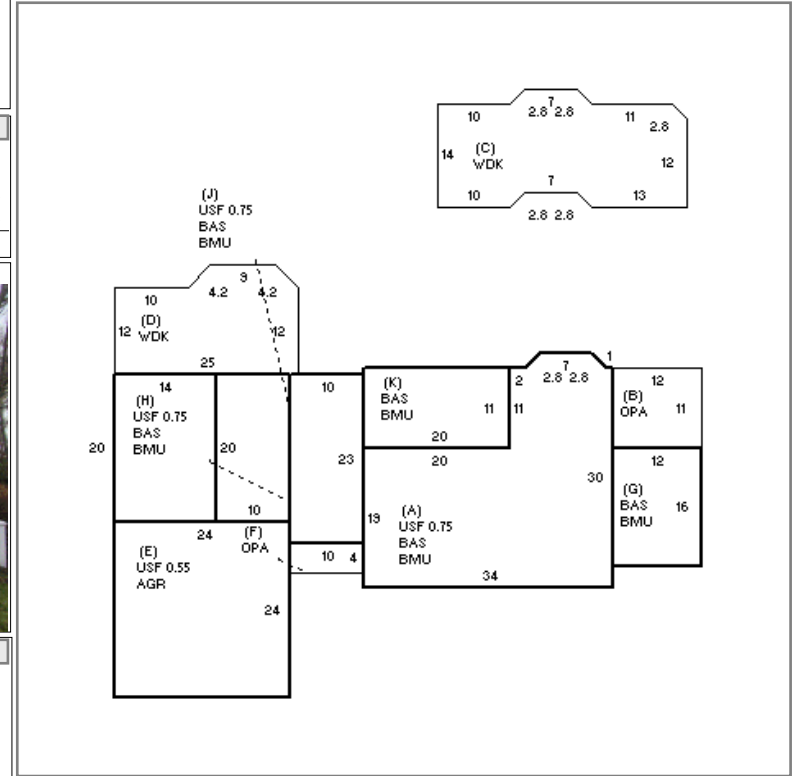 7
10
2.8 2.8
11
2.8
14
(C)
WDK
12
7
10
13
2.8 2.8
(J)
USF 0.75
BAS
BMU
9
10
4.2
4.2
12
(D)
WDK
12
25
1
7
2.8 2.8
14
10
(K)
BAS
BMU
2
11
11
20
12
(B)
OPA
11
(H)
USF 0.75
BAS
BMU
20
20
10
23
20
30
12
(G)
BAS
BMU
16
19
(A)
USF 0.75
BAS
BMU
34
24
(F)
OPA
10
4
(E)
USF 0.55
AGR
24